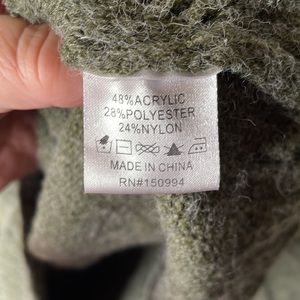 48%ACRYLIC
28%POLYESTER
24%NYLON
MADE IN CHINA
RN#150994